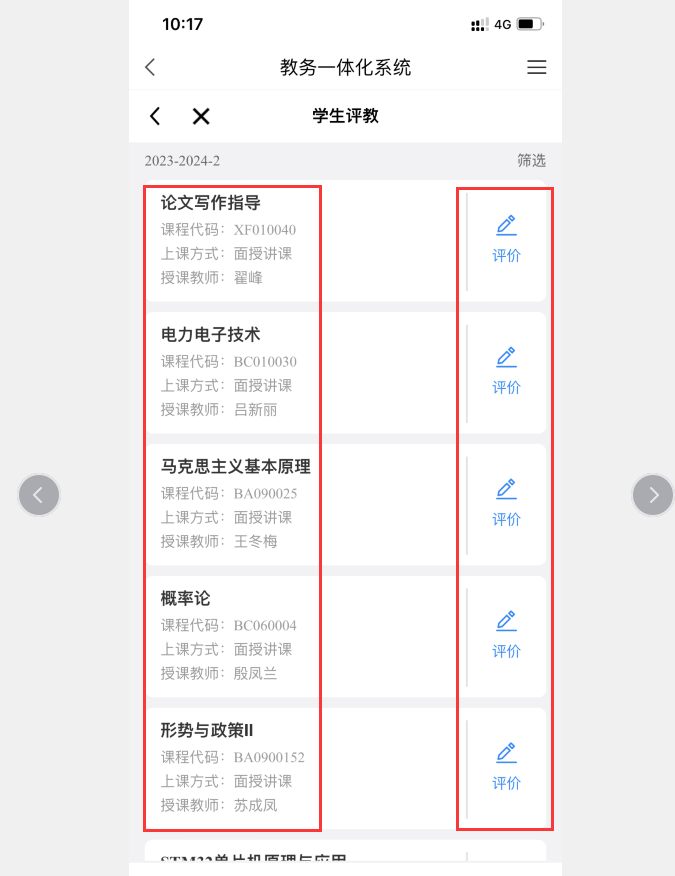 10:17
4G
教务一体化系统
学生评教
2023-2024-2
筛选
论文写作指导
课程代码：XF010040
上课方式：面授讲课
授课教师：翟峰
评价
电力电子技术
课程代码：BC010030
上课方式：面授讲课
授课教师：吕新丽
评价
马克思主义基本原理
课程代码：BA090025
上课方式：面授讲课
授课教师：王冬梅
评价
概率论
课程代码：BC060004
上课方式：面授讲课
授课教师：殷凤兰
评价
形势与政策II
课程代码：BA0900152
上课方式：面授讲课
授课教师：苏成凤
评价
STM32单片机原理与应用